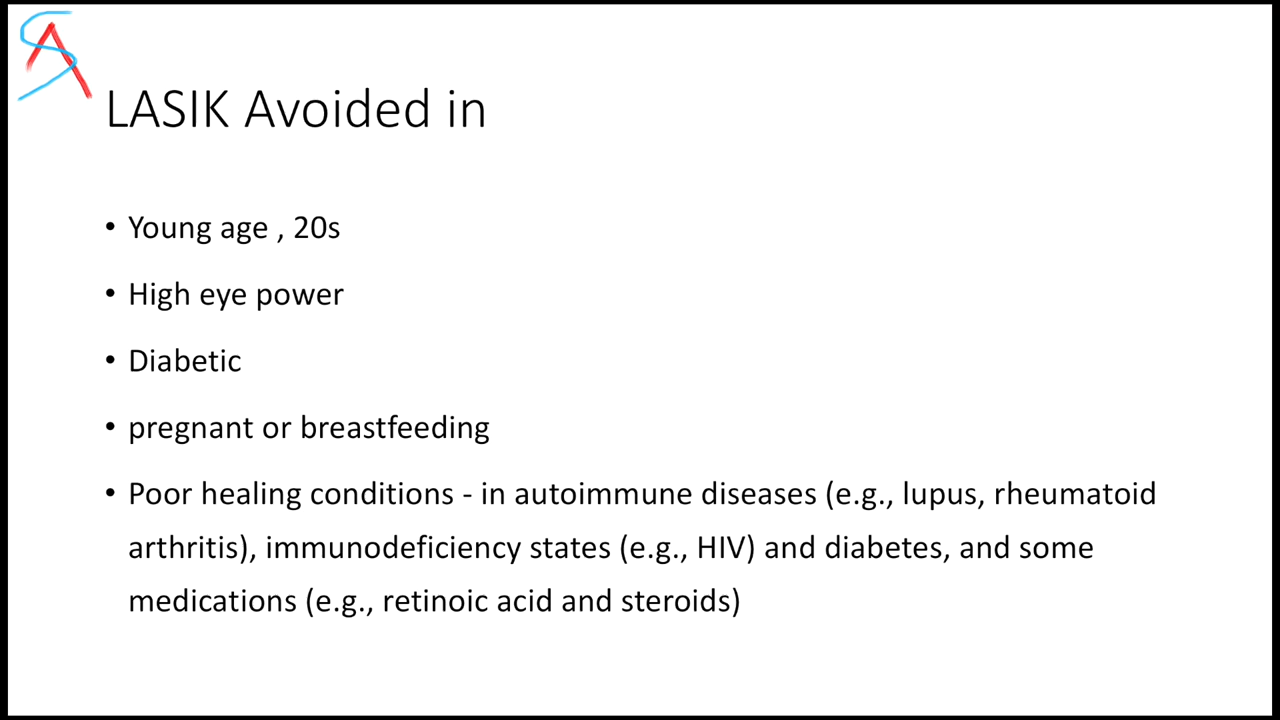 SA
LASIK Avoided in
• Young age , 20s
• High eye power
• Diabetic
• pregnant or breastfeeding
• Poor healing conditions - in autoimmune diseases (e.g., lupus, rheumatoid
arthritis), immunodeficiency states (e.g., HIV) and diabetes, and some
medications (e.g., retinoic acid and steroids)